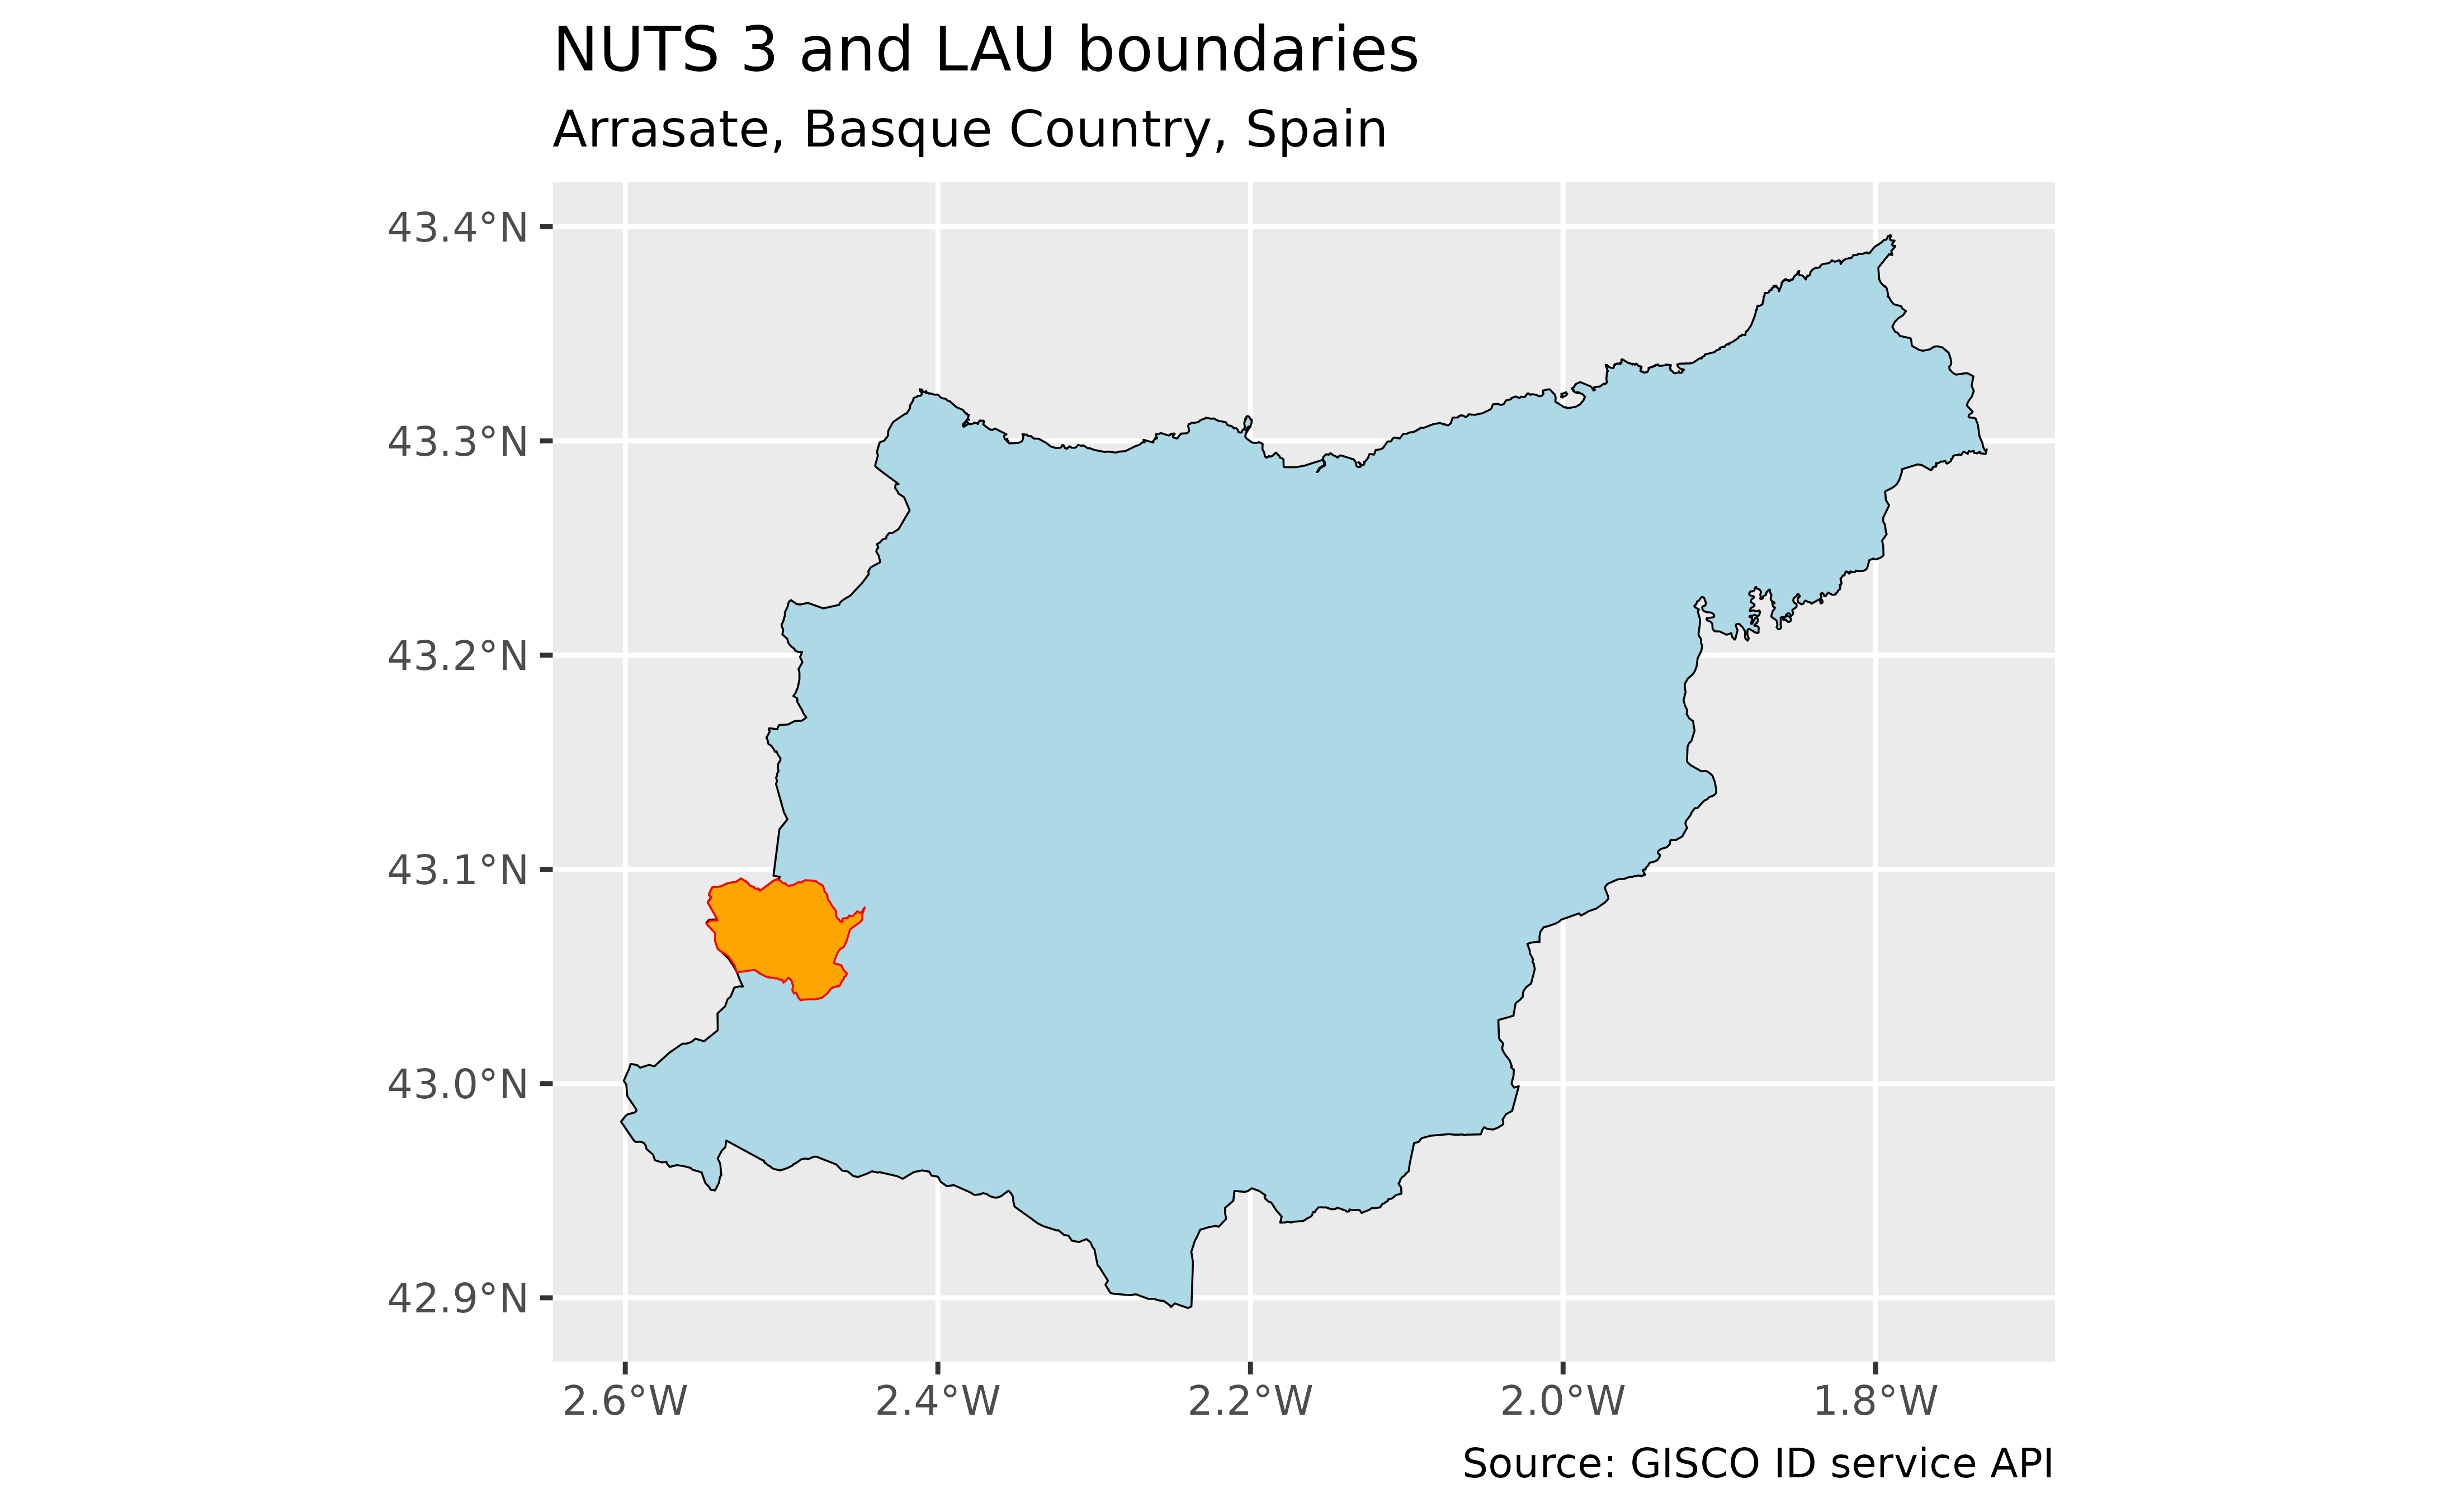 NUTS 3 and LAU boundaries
Arrasate, Basque Country, Spain
43.4°N
43.3°N
43.2°N
43.1°N
43.0°N
42.9°N
2.6°W
2.4°W
2.2°W
2.0°W
1.8°W
Source: GISCO ID service API